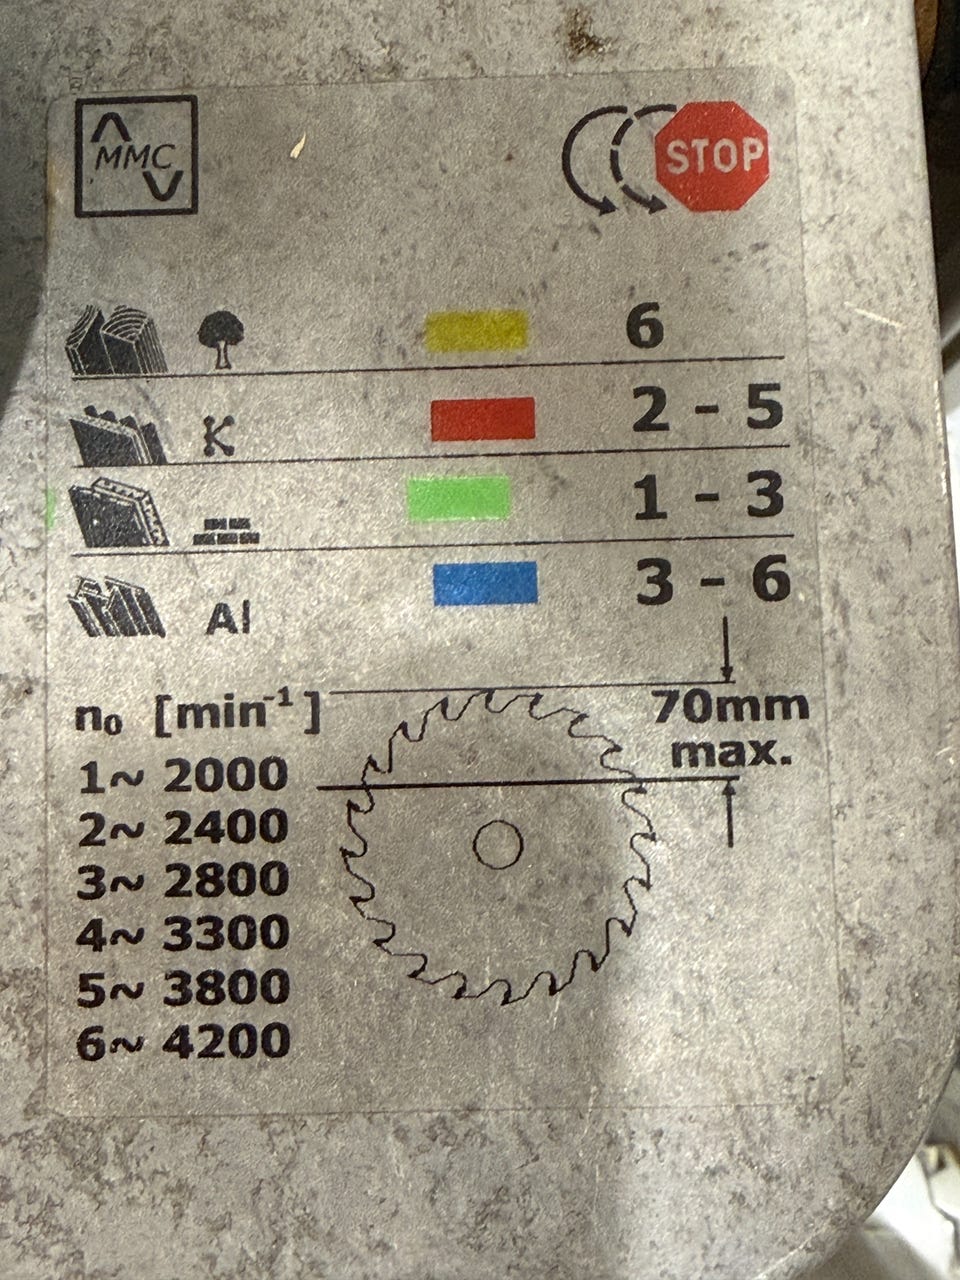 MMC
STOP
6
K 2 - 5
1 - 3
Al 3 - 6
n₀ [min⁻¹]
70mm
max.
1~ 2000
2~ 2400
3~ 2800
4~ 3300
5~ 3800
6~ 4200